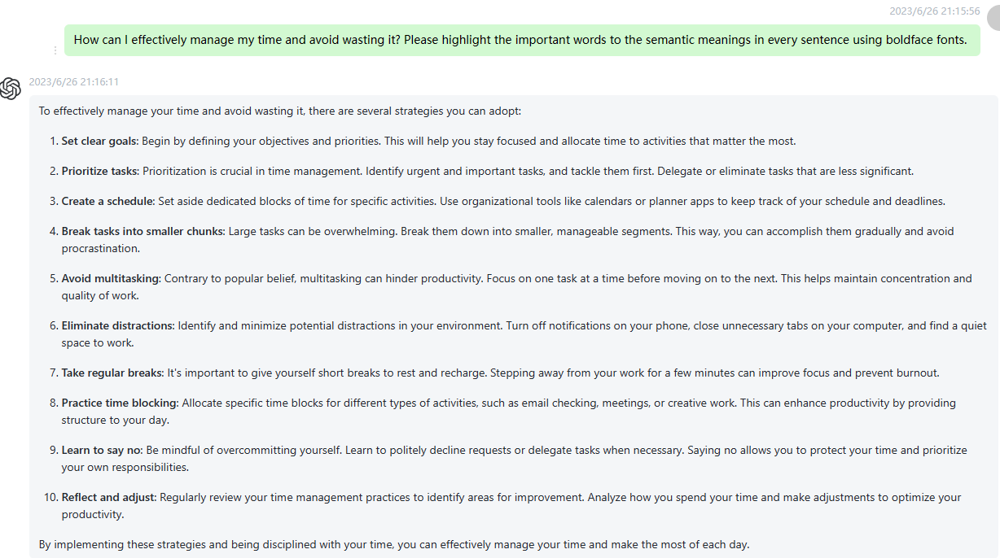 2023/6/26 21:15:56
How can I effectively manage my time and avoid wasting it? Please highlight the important words to the semantic meanings in every sentence using boldface fonts.
2023/6/26 21:16:11
To effectively manage your time and avoid wasting it, there are several strategies you can adopt:
1. Set clear goals: Begin by defining your objectives and priorities. This will help you stay focused and allocate time to activities that matter the most.
2. Prioritize tasks: Prioritization is crucial in time management. Identify urgent and important tasks, and tackle them first. Delegate or eliminate tasks that are less significant.
3. Create a schedule: Set aside dedicated blocks of time for specific activities. Use organizational tools like calendars or planner apps to keep track of your schedule and deadlines.
4. Break tasks into smaller chunks: Large tasks can be overwhelming. Break them down into smaller, manageable segments. This way, you can accomplish them gradually and avoid
procrastination.
5. Avoid multitasking: Contrary to popular belief, multitasking can hinder productivity. Focus on one task at a time before moving on to the next. This helps maintain concentration and
quality of work.
6. Eliminate distractions: Identify and minimize potential distractions in your environment. Turn off notifications on your phone, close unnecessary tabs on your computer, and find a quiet
space to work.
7. Take regular breaks: It's important to give yourself short breaks to rest and recharge. Stepping away from your work for a few minutes can improve focus and prevent burnout.
8. Practice time blocking: Allocate specific time blocks for different types of activities, such as email checking, meetings, or creative work. This can enhance productivity by providing
structure to your day.
9. Learn to say no: Be mindful of overcommitting yourself. Learn to politely decline requests or delegate tasks when necessary. Saying no allows you to protect your time and prioritize
your own responsibilities.
10. Reflect and adjust: Regularly review your time management practices to identify areas for improvement. Analyze how you spend your time and make adjustments to optimize your
productivity.
By implementing these strategies and being disciplined with your time, you can effectively manage your time and make the most of each day.